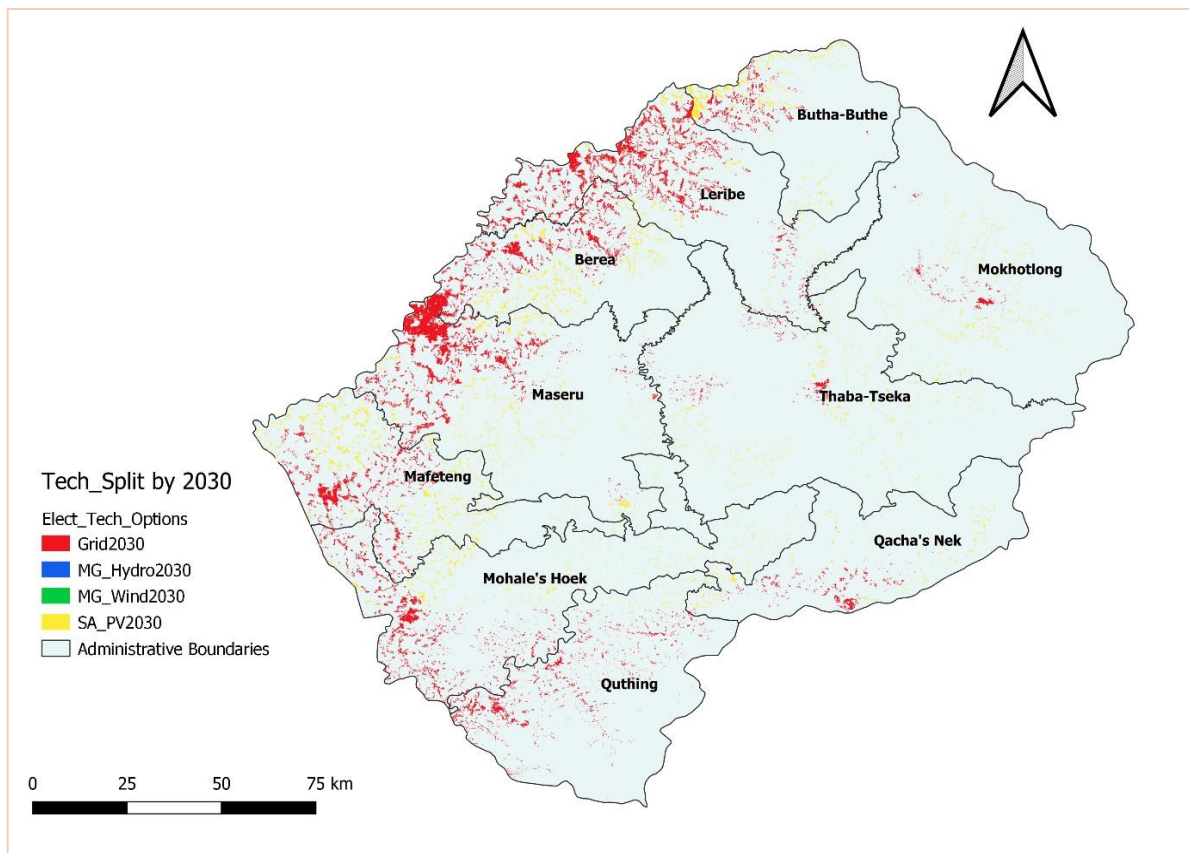 Butha-Buthe
Leribe
Mokhotlong
Berea
Maseru
Thaba-Tseka
Mafeteng
Qacha's Nek
Mohale's Hoek
Quthing
Tech_Split by 2030
Elect_Tech_Options
Grid2030
MG_Hydro2030
MG_Wind2030
SA_PV2030
Administrative Boundaries
0 25 50 75 km